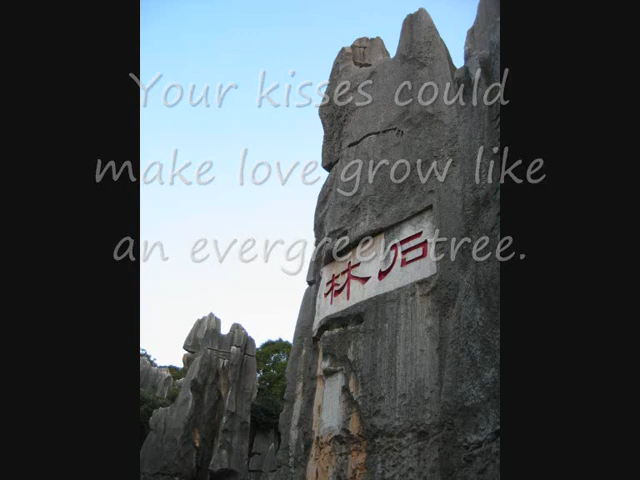 Your kisses could
make love grow like
an evergreen tree.
石林